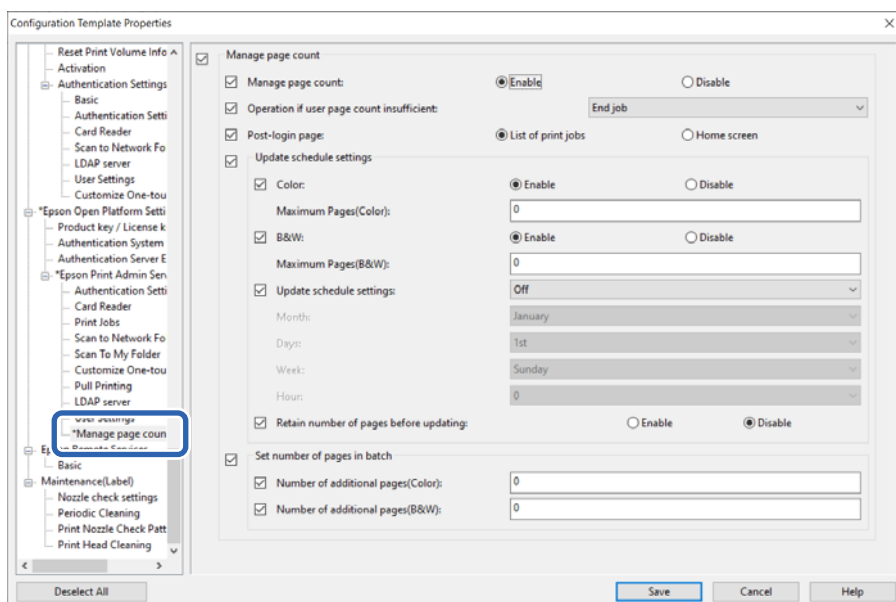 Configuration Template Properties
Reset Print Volume Info
Activation
Authentication Settings
Basic
Authentication Setti
Card Reader
Scan to Network Fo
LDAP server
User Settings
Customize One-tou
*Epson Open Platform Setti
Product key / License k
Authentication System
Authentication Server E
*Epson Print Admin Serv
Authentication Setti
Card Reader
Print Jobs
Scan to Network Fo
Scan To My Folder
Customize One-tou
Pull Printing
LDAP server
User Settings
*Manage page coun
Epson Remote Services
Basic
Maintenance(Label)
Nozzle check settings
Periodic Cleaning
Print Nozzle Check Patt
Print Head Cleaning
Manage page count
Manage page count: Enable Disable
Operation if user page count insufficient: End job
Post-login page: List of print jobs Home screen
Update schedule settings
Color: Enable Disable
Maximum Pages(Color): 0
B&W: Enable Disable
Maximum Pages(B&W): 0
Update schedule settings: Off
Month: January
Days: 1st
Week: Sunday
Hour: 0
Retain number of pages before updating: Enable Disable
Set number of pages in batch
Number of additional pages(Color): 0
Number of additional pages(B&W): 0
Deselect All Save Cancel Help